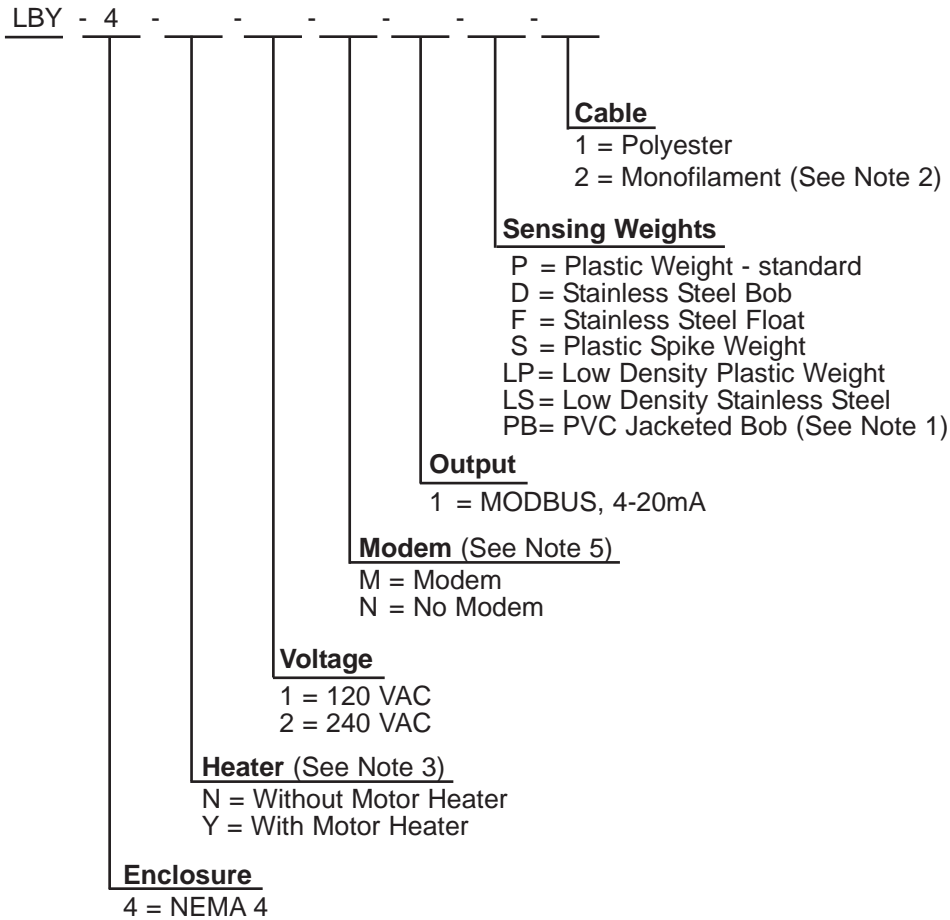 LBY - 4 - - - - - -
Cable
1 = Polyester
2 = Monofilament (See Note 2)
Sensing Weights
P = Plastic Weight - standard
D = Stainless Steel Bob
F = Stainless Steel Float
S = Plastic Spike Weight
LP= Low Density Plastic Weight
LS= Low Density Stainless Steel
PB= PVC Jacketed Bob (See Note 1)
Output
1 = MODBUS, 4-20mA
Modem (See Note 5)
M = Modem
N = No Modem
Voltage
1 = 120 VAC
2 = 240 VAC
Heater (See Note 3)
N = Without Motor Heater
Y = With Motor Heater
Enclosure
4 = NEMA 4